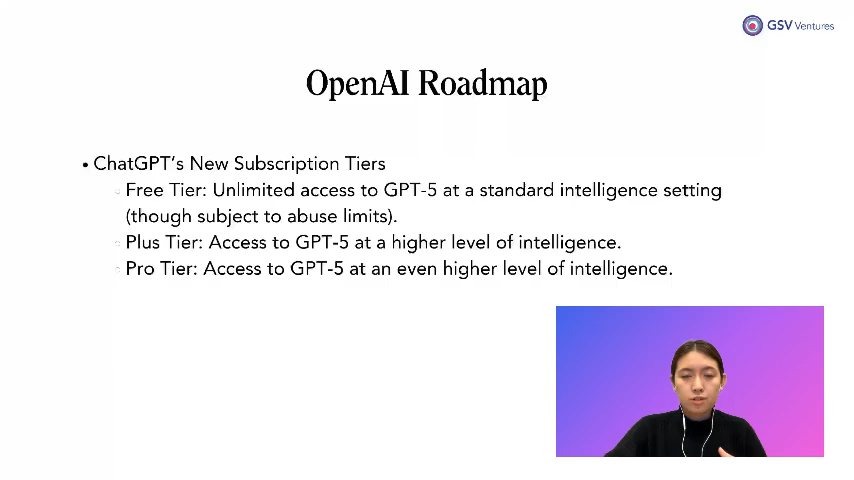 GSV Ventures
OpenAI Roadmap
• ChatGPT's New Subscription Tiers
◦ Free Tier: Unlimited access to GPT-5 at a standard intelligence setting
(though subject to abuse limits).
◦ Plus Tier: Access to GPT-5 at a higher level of intelligence.
◦ Pro Tier: Access to GPT-5 at an even higher level of intelligence.